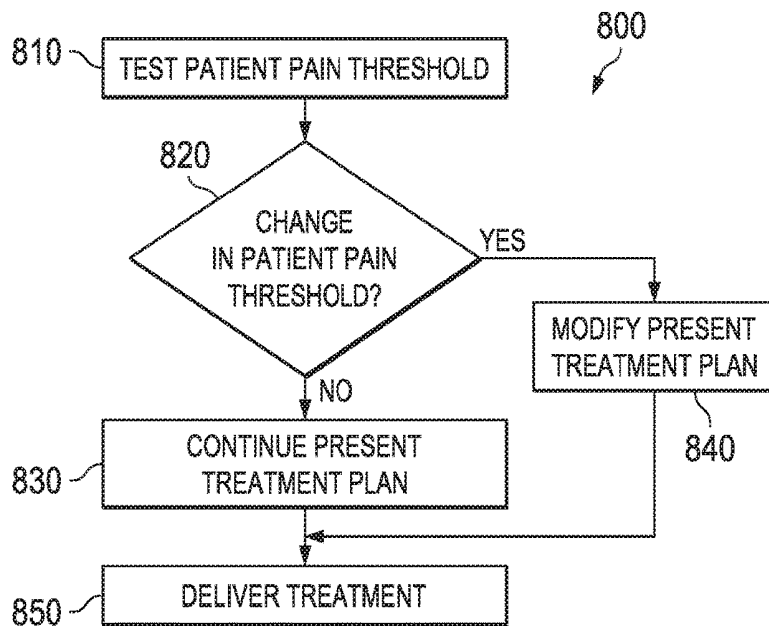 800
810
TEST PATIENT PAIN THRESHOLD
820
CHANGE
IN PATIENT PAIN
THRESHOLD?
YES
MODIFY PRESENT
TREATMENT PLAN
840
NO
830
CONTINUE PRESENT
TREATMENT PLAN
850
DELIVER TREATMENT